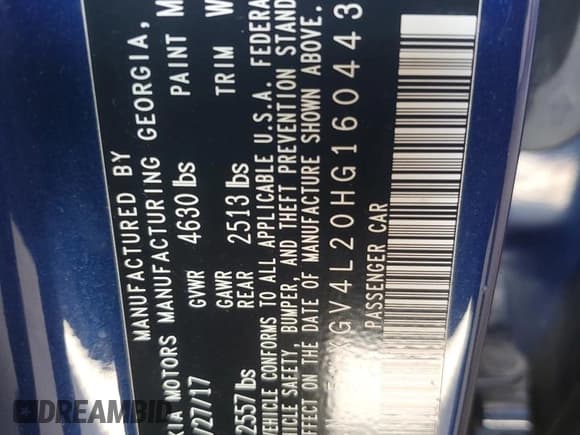 MANUFACTURED BY
KIA MOTORS MANUFACTURING GEORGIA,
/27/17 GVWR 4630 lbs PAINT
GAWR
2557 lbs REAR 2513 lbs TRIM
VEHICLE CONFORMS TO ALL APPLICABLE U.S.A. FEDERA
VEHICLE SAFETY, BUMPER, AND THEFT PREVENTION STAND
EFFECT ON THE DATE OF MANUFACTURE SHOWN ABOVE.
GV4L20HG160443
PASSENGER CAR
AutoBidMaster